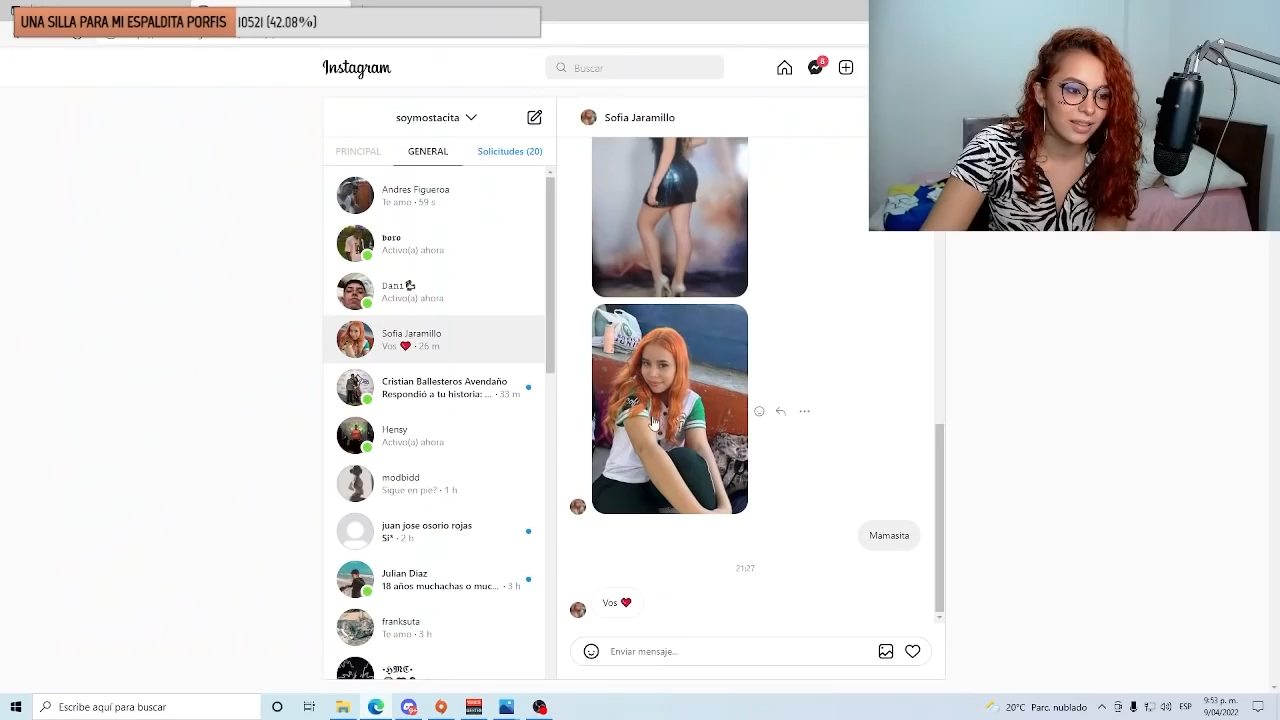 UNA SILLA PARA MI ESPALDITA PORFIS
10521 (42.08%)
Instagram
Buscar
6
soymostacita
Sofia Jaramillo
PRINCIPAL
GENERAL
Solicitudes (20)
Andres Figueroa
Te amo · 59 s
𝖇𝖔𝖗𝖔
Activo(a) ahora
Dani
Activo(a) ahora
Sofia Jaramillo
Vos ❤️ · 26 m
Cristian Ballesteros Avendaño
Respondió a tu historia: ... · 33 m
Hensy
Activo(a) ahora
modbidd
Sigue en pie? · 1 h
juan jose osorio rojas
Si* · 2 h
Julian Diaz
18 años muchachas o muc... · 3 h
franksuta
Te amo · 3 h
Mamasita
21:27
Vos ❤️
Enviar mensaje...
Escribe aquí para buscar
20°C Parc. nublado
ESP
9:53 p. m.
9/04/2022